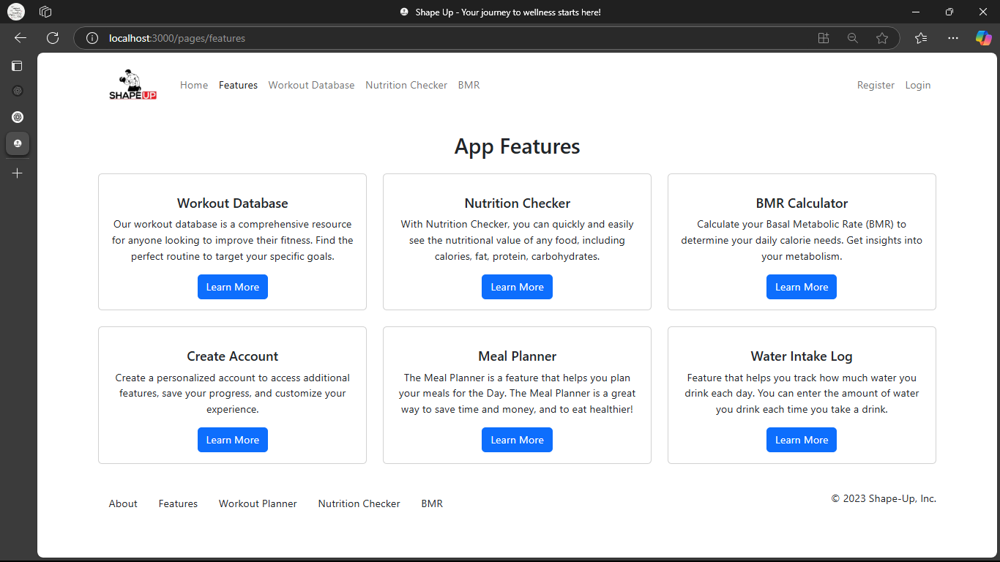 Shape Up - Your journey to wellness starts here!
localhost:3000/pages/features
SHAPEUP
Home Features Workout Database Nutrition Checker BMR Register Login
App Features
Workout Database
Our workout database is a comprehensive resource
for anyone looking to improve their fitness. Find the
perfect routine to target your specific goals.
Learn More
Nutrition Checker
With Nutrition Checker, you can quickly and easily
see the nutritional value of any food, including
calories, fat, protein, carbohydrates.
Learn More
BMR Calculator
Calculate your Basal Metabolic Rate (BMR) to
determine your daily calorie needs. Get insights into
your metabolism.
Learn More
Create Account
Create a personalized account to access additional
features, save your progress, and customize your
experience.
Learn More
Meal Planner
The Meal Planner is a feature that helps you plan
your meals for the Day. The Meal Planner is a great
way to save time and money, and to eat healthier!
Learn More
Water Intake Log
Feature that helps you track how much water you
drink each day. You can enter the amount of water
you drink each time you take a drink.
Learn More
About Features Workout Planner Nutrition Checker BMR
© 2023 Shape-Up, Inc.